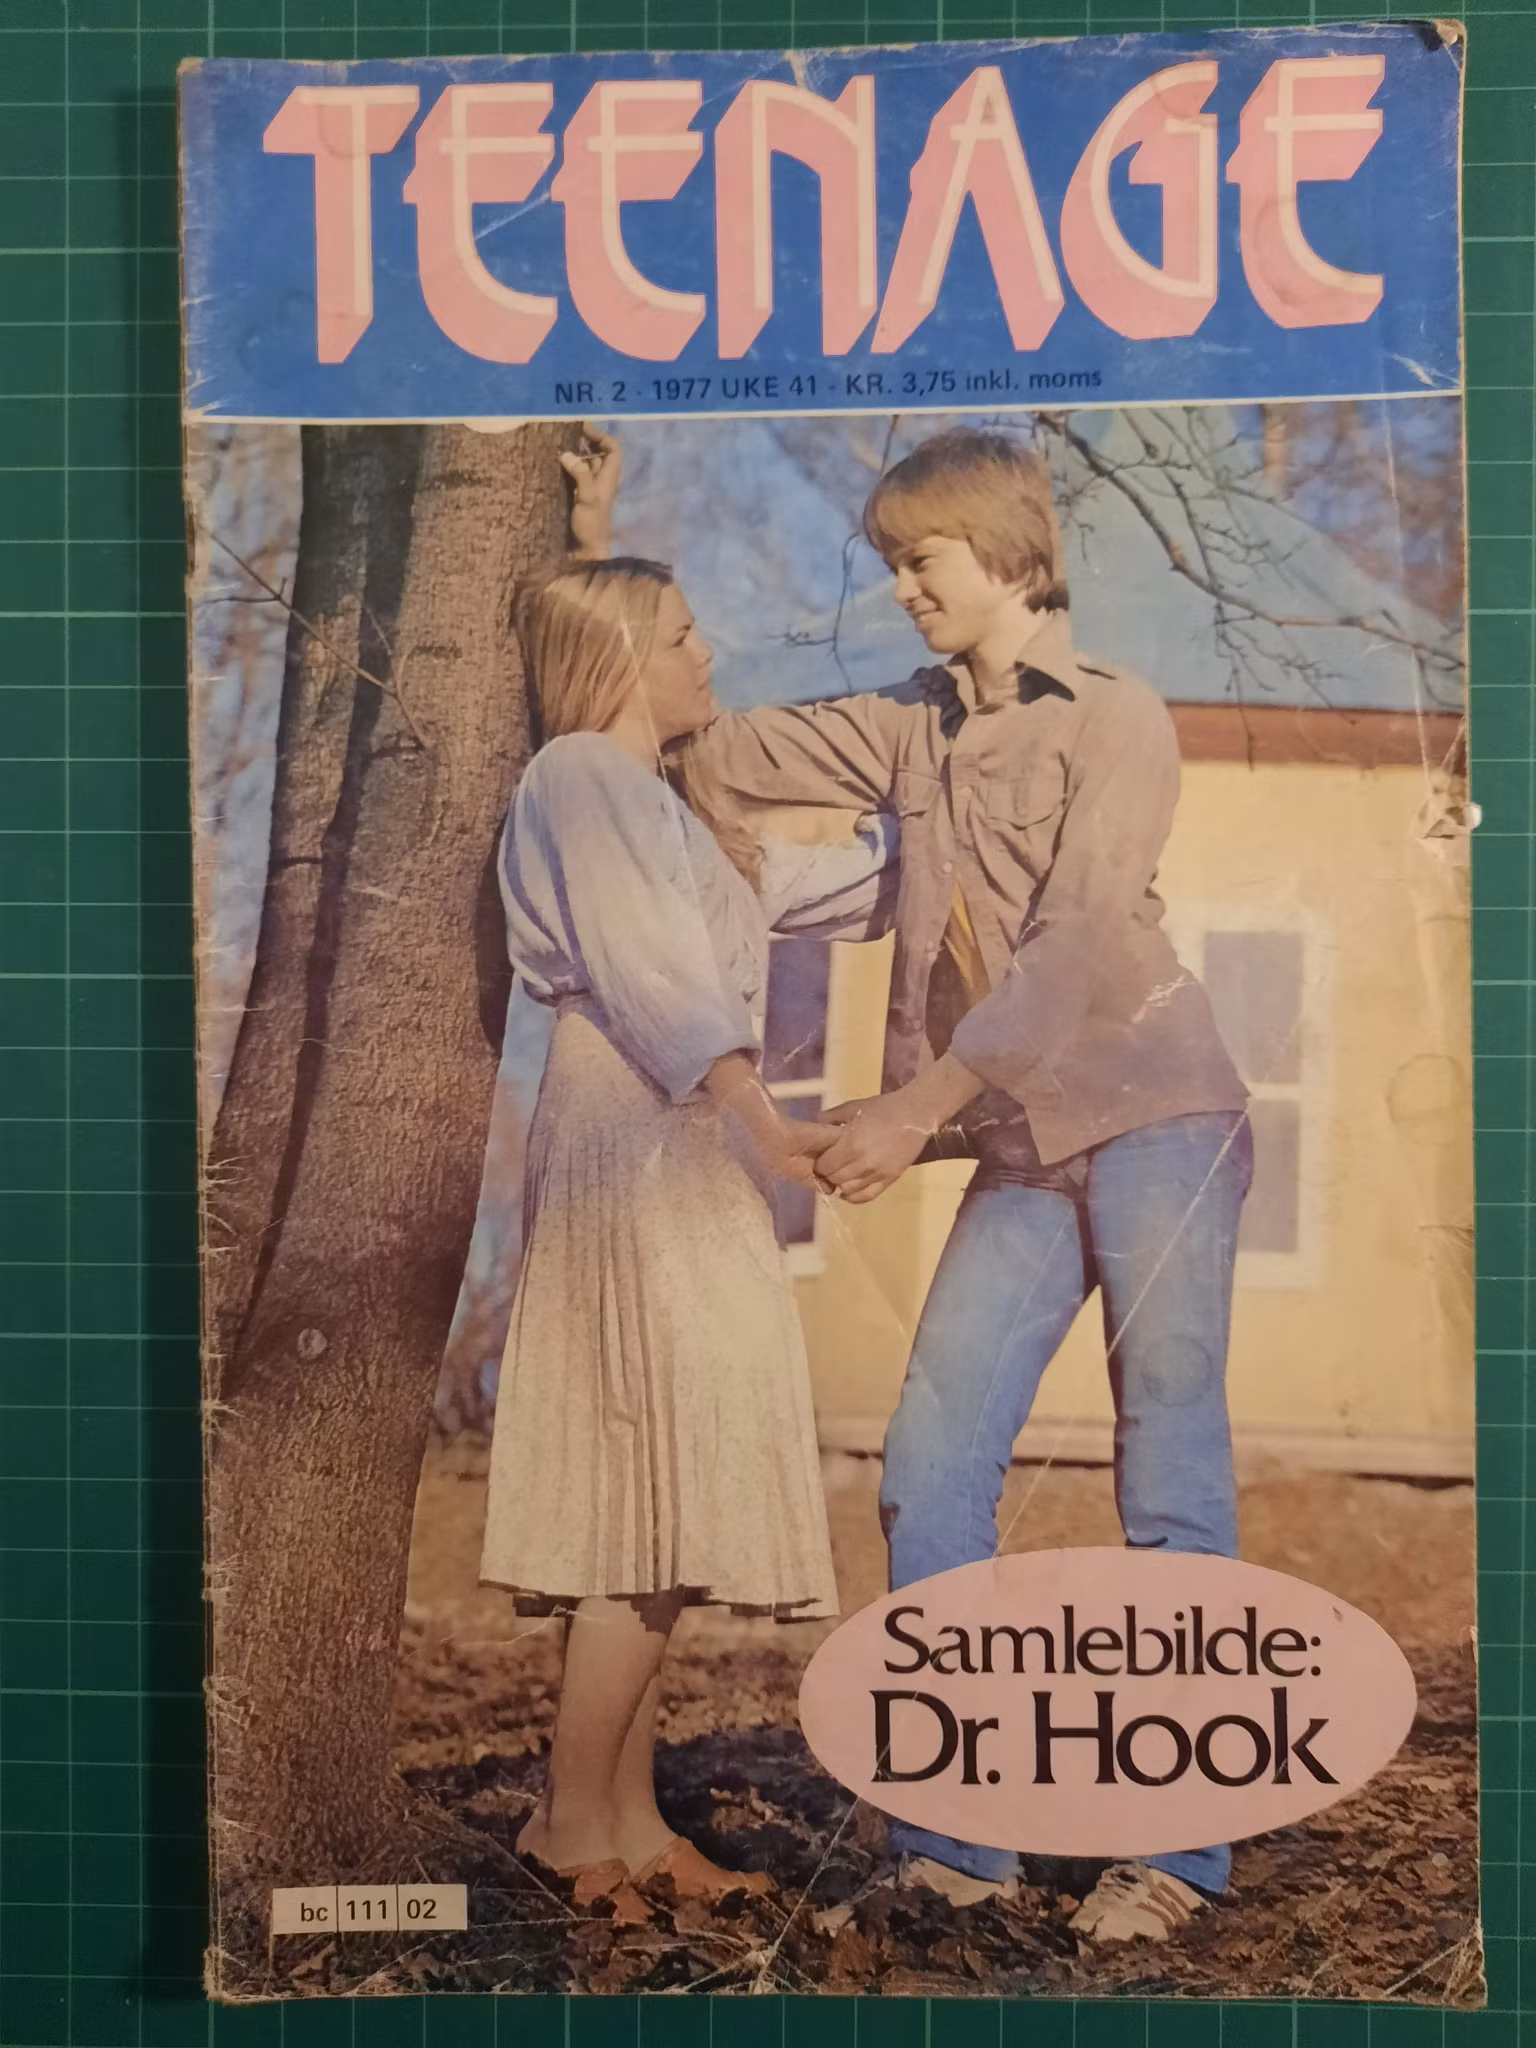 TEENAGE
NR. 2 - 1977 UKE 41 - KR. 3,75 inkl. moms
Samlebilde:
Dr. Hook
bc 111 02